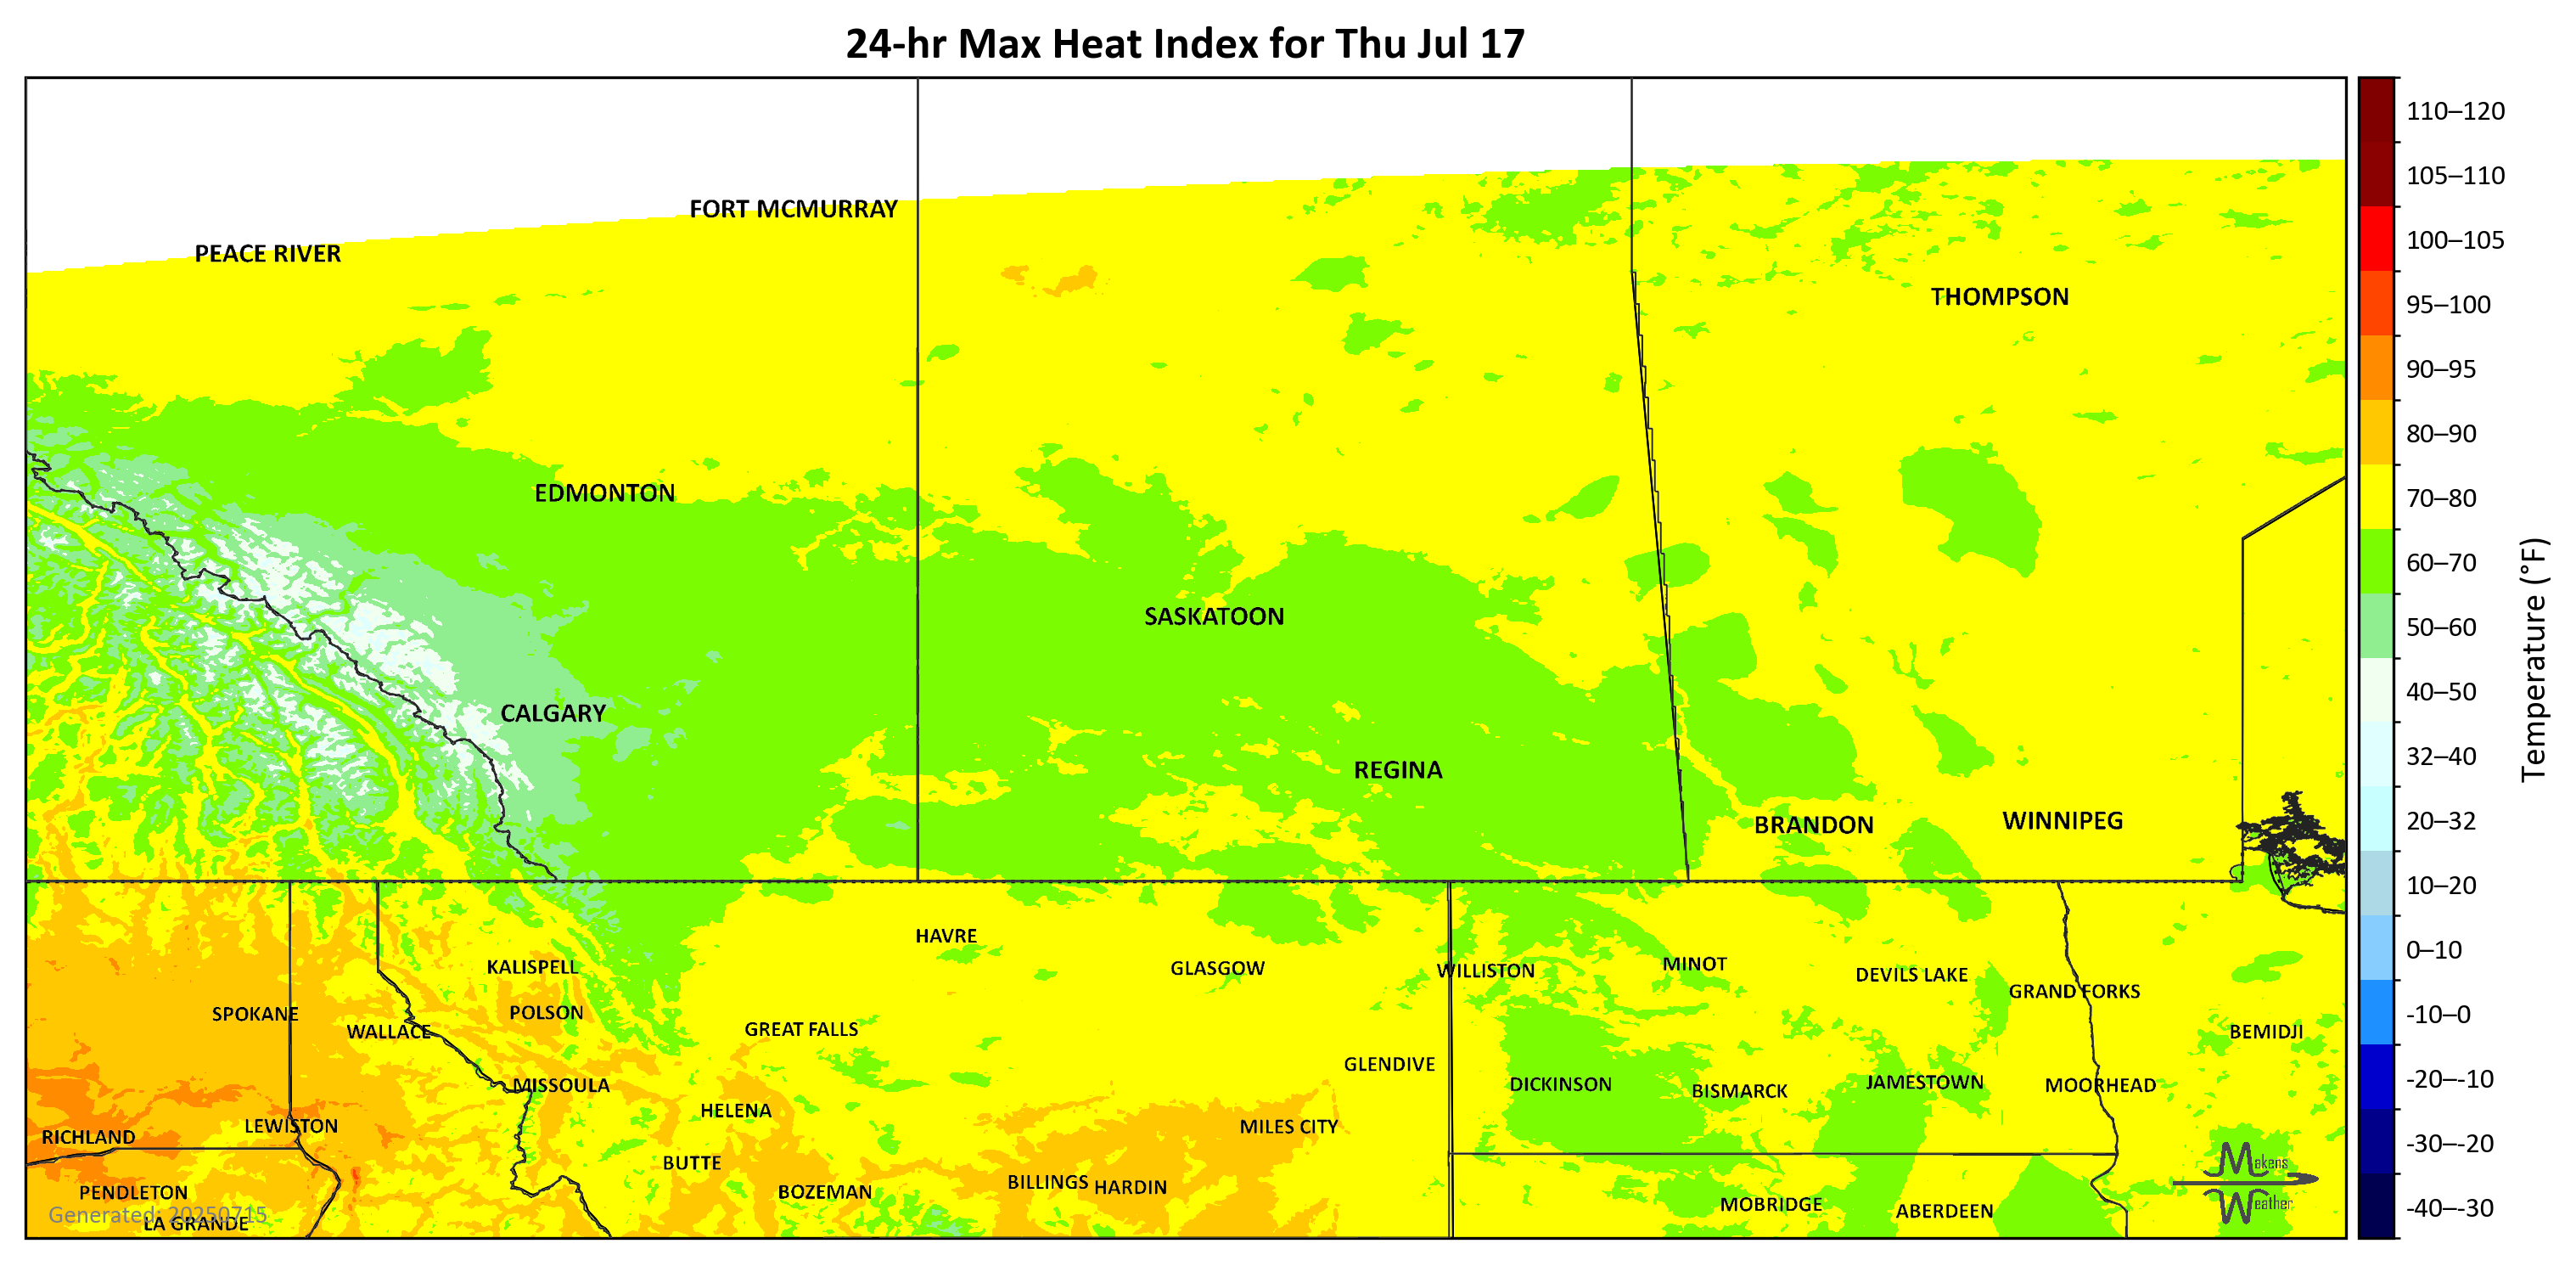 24-hr Max Heat Index for Thu Jul 17
FORT MCMURRAY
PEACE RIVER
THOMPSON
EDMONTON
SASKATOON
CALGARY
REGINA
BRANDON
WINNIPEG
HAVRE
KALISPELL
GLASGOW
WILLISTON
MINOT
DEVILS LAKE
GRAND FORKS
SPOKANE
POLSON
WALLACE
GREAT FALLS
BEMIDJI
GLENDIVE
MISSOULA
DICKINSON
BISMARCK
JAMESTOWN
MOORHEAD
HELENA
LEWISTON
MILES CITY
RICHLAND
BUTTE
BILLINGS
HARDIN
PENDLETON
BOZEMAN
MOBRIDGE
ABERDEEN
Generated: 20250715
LA GRANDE
Makens
Weather
110–120
105–110
100–105
95–100
90–95
80–90
70–80
60–70
50–60
40–50
32–40
20–32
10–20
0–10
-10–0
-20–-10
-30–-20
-40–-30
Temperature (°F)